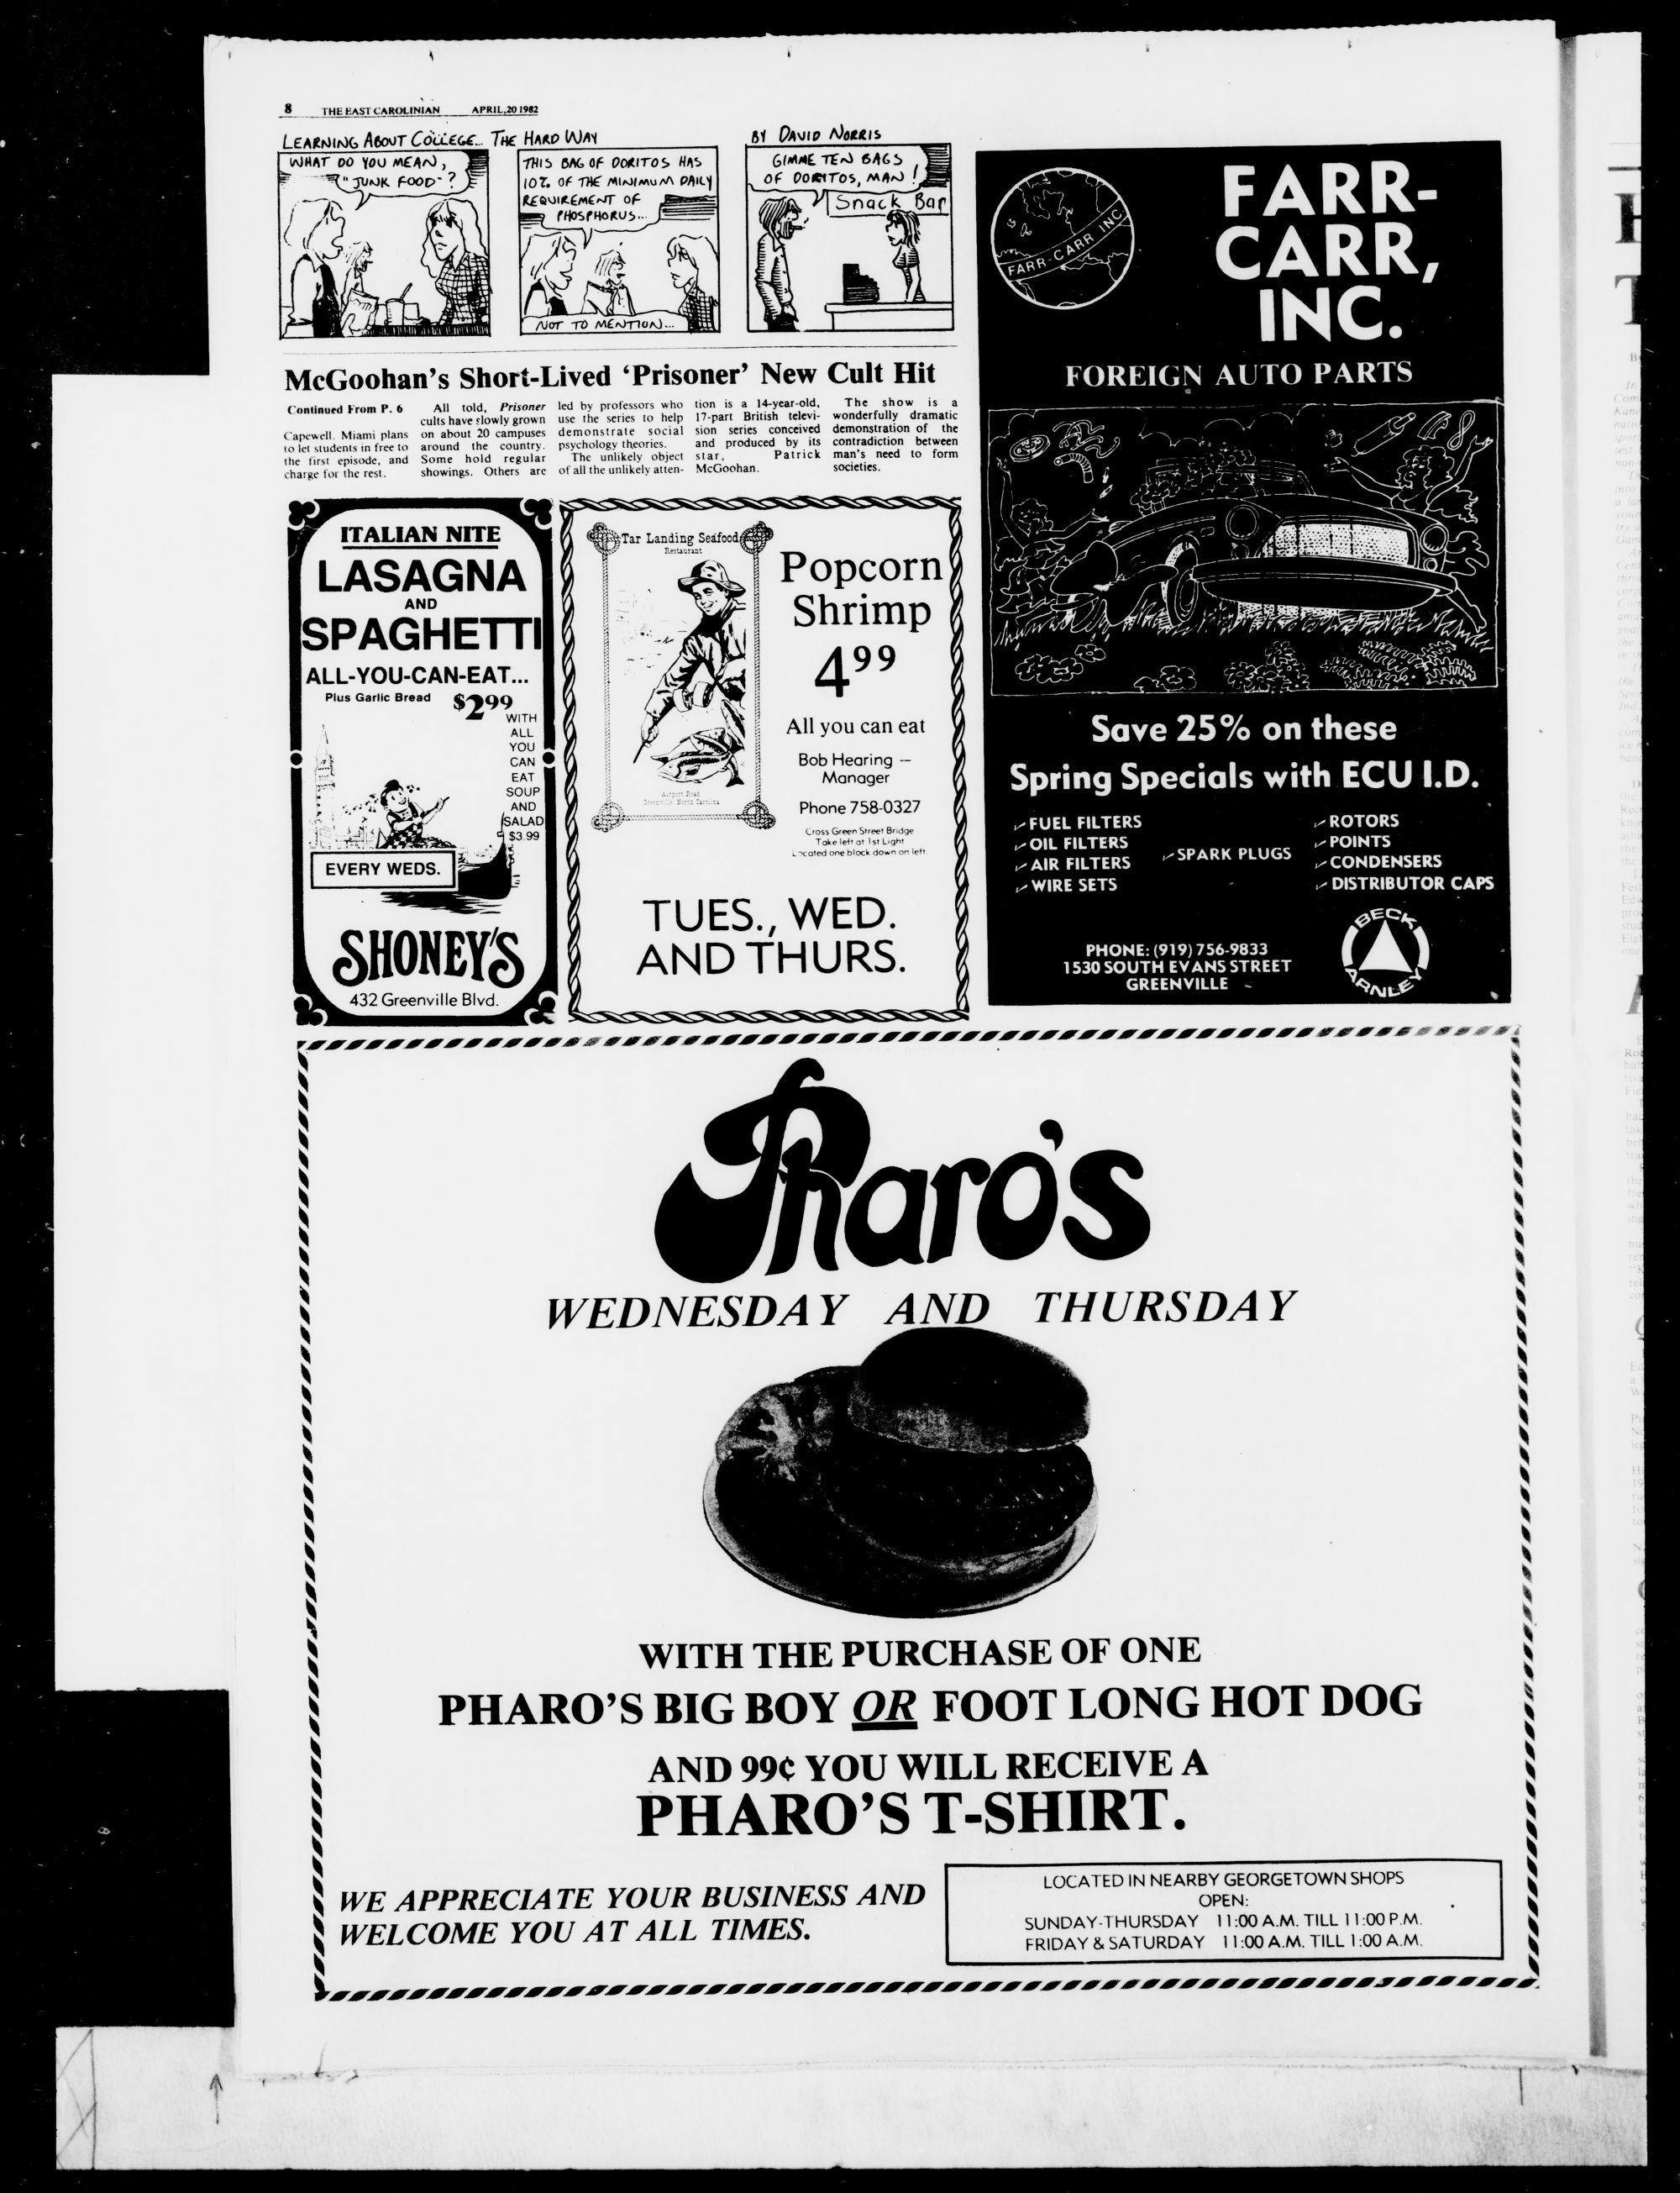 8 THE EAST CAROLINIAN APRIL,20 1982
LEARNING ABOUT COLLEGE... THE HARD WAY
BY DAVID NORRIS
WHAT DO YOU MEAN,
"JUNK FOOD"?
THIS BAG OF DORITOS HAS
10% OF THE MINIMUM DAILY
REQUIREMENT OF
PHOSPHORUS...
NOT TO MENTION...
GIMME TEN BAGS
OF DORITOS, MAN!
Snack Bar
McGoohan's Short-Lived 'Prisoner' New Cult Hit
Continued From P. 6
Capewell. Miami plans
to let students in free to
the first episode, and
charge for the rest.
All told, Prisoner
cults have slowly grown
on about 20 campuses
around the country.
Some hold regular
showings. Others are
led by professors who
use the series to help
demonstrate social
psychology theories.
The unlikely object
of all the unlikely atten-
tion is a 14-year-old,
17-part British televi-
sion series conceived
and produced by its
star, Patrick
McGoohan.
The show is a
wonderfully dramatic
demonstration of the
contradiction between
man's need to form
societies.
ITALIAN NITE
LASAGNA
AND
SPAGHETTI
ALL-YOU-CAN-EAT...
Plus Garlic Bread $2.99
WITH
ALL
YOU
CAN
EAT
SOUP
AND
SALAD
$3.99
EVERY WEDS.
SHONEY'S
432 Greenville Blvd.
Tar Landing Seafood
Restaurant
Airport Road
Greenville, North Carolina
Popcorn
Shrimp
4.99
All you can eat
Bob Hearing —
Manager
Phone 758-0327
Cross Green Street Bridge
Take left at 1st Light
Located one block down on left.
TUES., WED.
AND THURS.
FARR-CARR INC
FARR-
CARR,
INC.
FOREIGN AUTO PARTS
Save 25% on these
Spring Specials with ECU I.D.
FUEL FILTERS
OIL FILTERS
AIR FILTERS
WIRE SETS
SPARK PLUGS
ROTORS
POINTS
CONDENSERS
DISTRIBUTOR CAPS
PHONE: (919) 756-9833
1530 SOUTH EVANS STREET
GREENVILLE
BECK
ARNLEY
Pharo's
WEDNESDAY AND THURSDAY
WITH THE PURCHASE OF ONE
PHARO'S BIG BOY OR FOOT LONG HOT DOG
AND 99¢ YOU WILL RECEIVE A
PHARO'S T-SHIRT.
WE APPRECIATE YOUR BUSINESS AND
WELCOME YOU AT ALL TIMES.
LOCATED IN NEARBY GEORGETOWN SHOPS
OPEN:
SUNDAY-THURSDAY 11:00 A.M. TILL 11:00 P.M.
FRIDAY & SATURDAY 11:00 A.M. TILL 1:00 A.M.